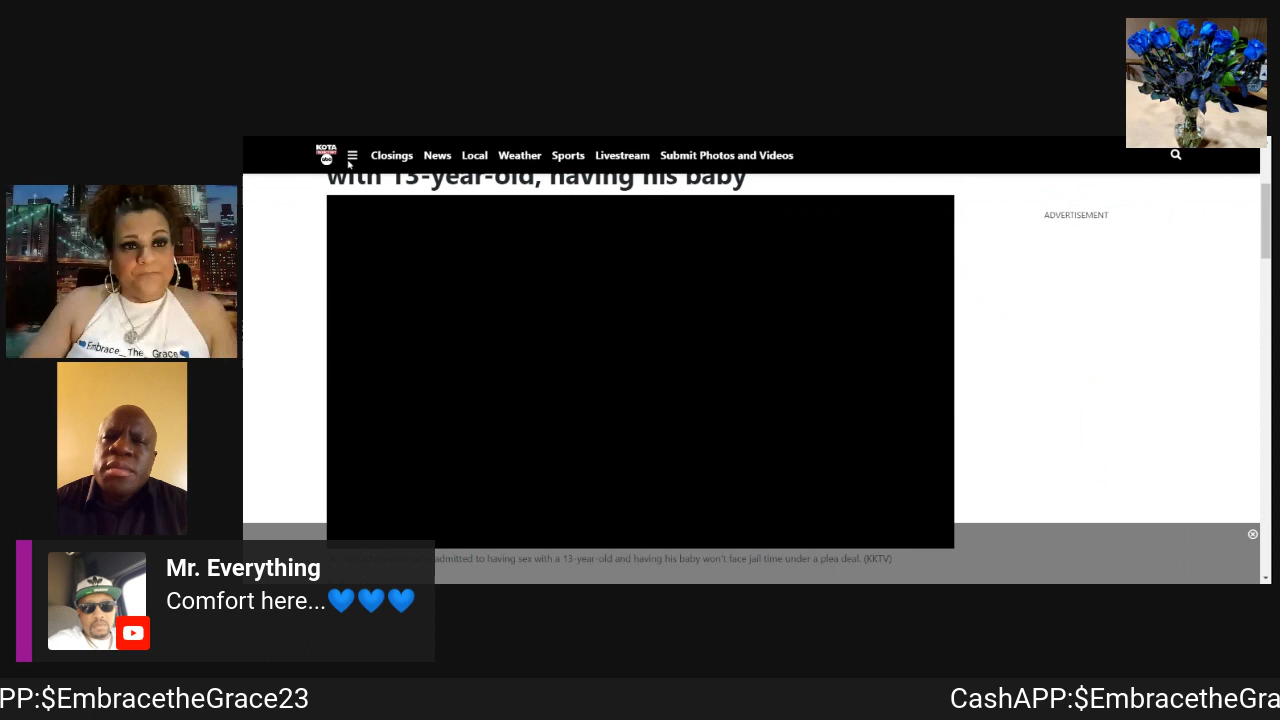 KOTA
abc
Closings News Local Weather Sports Livestream Submit Photos and Videos
with 13-year-old, having his baby
ADVERTISEMENT
Embrace_The_Grace
admitted to having sex with a 13-year-old and having his baby won't face jail time under a plea deal. (KKTV)
Mr. Everything
Comfort here...💙💙💙
PP:$EmbracetheGrace23
CashAPP:$EmbracetheGra